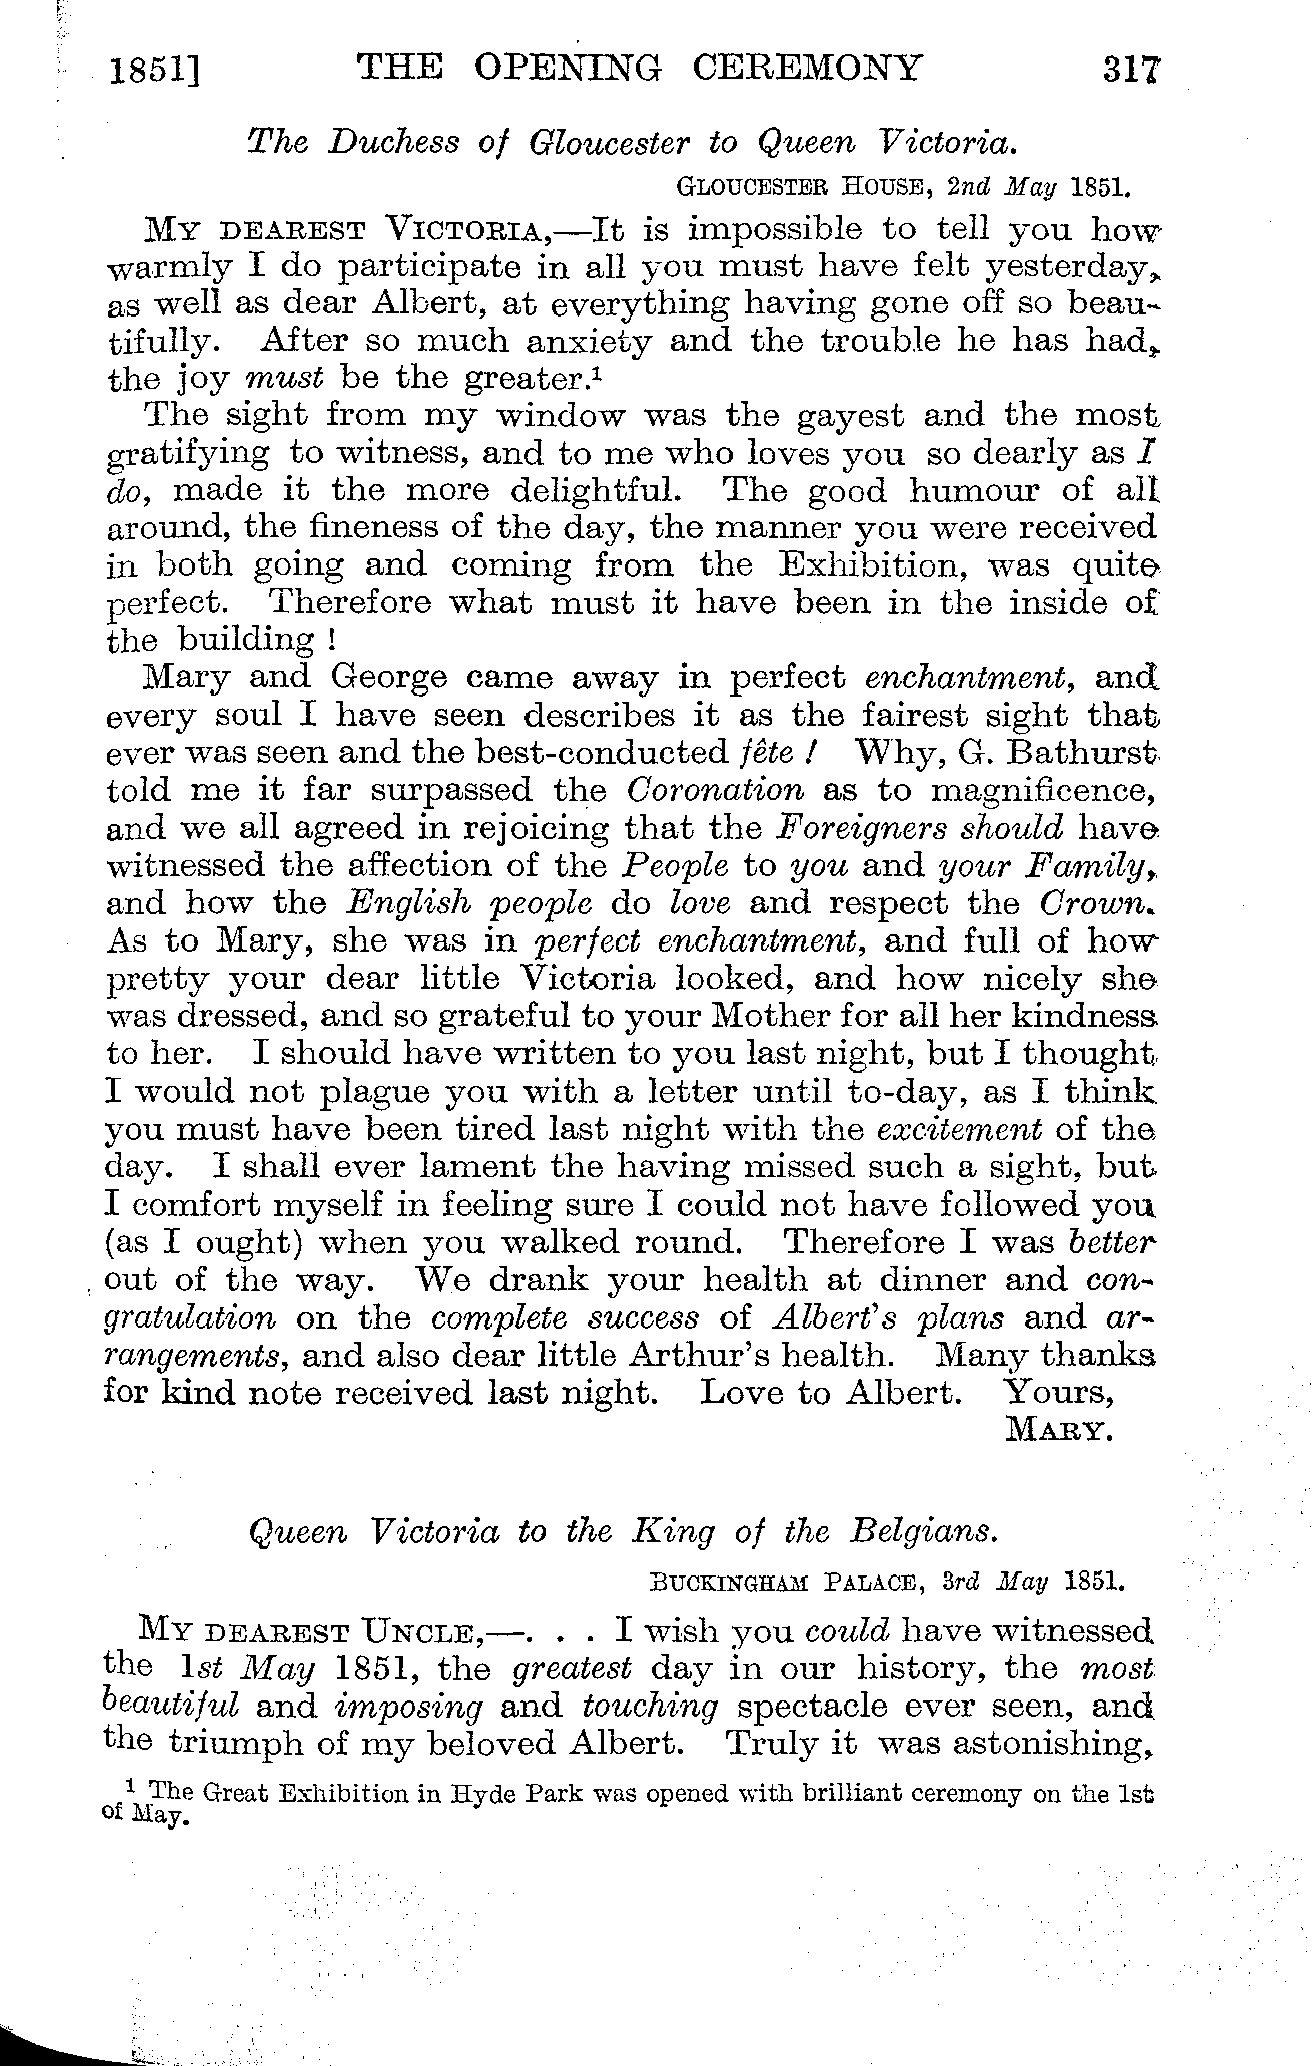 1851] THE OPENING CEREMONY 317
The Duchess of Gloucester to Queen Victoria.
GLOUCESTER HOUSE, 2nd May 1851.
MY DEAREST VICTORIA,—It is impossible to tell you how
warmly I do participate in all you must have felt yesterday,
as well as dear Albert, at everything having gone off so beau-
tifully. After so much anxiety and the trouble he has had,
the joy must be the greater.¹
The sight from my window was the gayest and the most
gratifying to witness, and to me who loves you so dearly as I
do, made it the more delightful. The good humour of all
around, the fineness of the day, the manner you were received
in both going and coming from the Exhibition, was quite
perfect. Therefore what must it have been in the inside of
the building !
Mary and George came away in perfect enchantment, and
every soul I have seen describes it as the fairest sight that
ever was seen and the best-conducted fête ! Why, G. Bathurst
told me it far surpassed the Coronation as to magnificence,
and we all agreed in rejoicing that the Foreigners should have
witnessed the affection of the People to you and your Family,
and how the English people do love and respect the Crown.
As to Mary, she was in perfect enchantment, and full of how
pretty your dear little Victoria looked, and how nicely she
was dressed, and so grateful to your Mother for all her kindness
to her. I should have written to you last night, but I thought
I would not plague you with a letter until to-day, as I think
you must have been tired last night with the excitement of the
day. I shall ever lament the having missed such a sight, but
I comfort myself in feeling sure I could not have followed you
(as I ought) when you walked round. Therefore I was better
out of the way. We drank your health at dinner and con-
gratulation on the complete success of Albert's plans and ar-
rangements, and also dear little Arthur's health. Many thanks
for kind note received last night. Love to Albert. Yours,
MARY.
Queen Victoria to the King of the Belgians.
BUCKINGHAM PALACE, 3rd May 1851.
MY DEAREST UNCLE,—. . . I wish you could have witnessed
the 1st May 1851, the greatest day in our history, the most
beautiful and imposing and touching spectacle ever seen, and
the triumph of my beloved Albert. Truly it was astonishing,
¹ The Great Exhibition in Hyde Park was opened with brilliant ceremony on the 1st
of May.